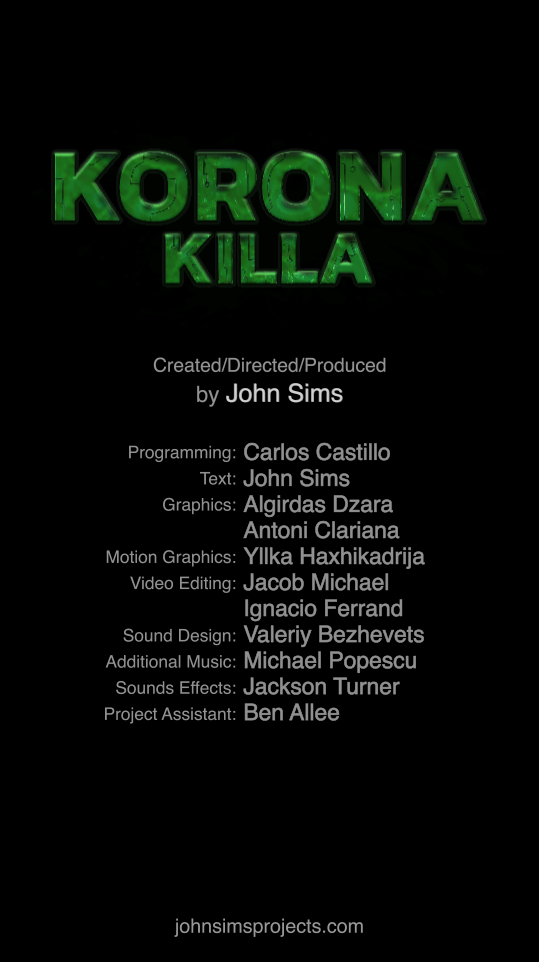 KORONA
KILLA
Created/Directed/Produced
by John Sims
Programming: Carlos Castillo
Text: John Sims
Graphics: Algirdas Dzara
Antoni Clariana
Motion Graphics: Yllka Haxhikadrija
Video Editing: Jacob Michael
Ignacio Ferrand
Sound Design: Valeriy Bezhevets
Additional Music: Michael Popescu
Sounds Effects: Jackson Turner
Project Assistant: Ben Allee
johnsimsprojects.com